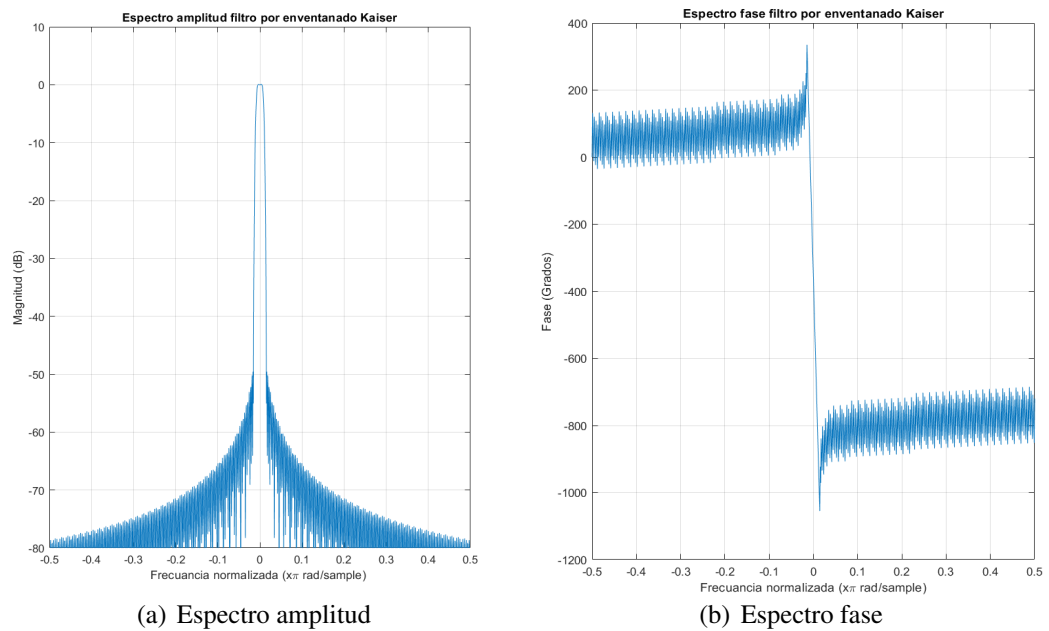 Espectro amplitud filtro por enventanado Kaiser
10
0
-10
-20
-30
-40
-50
-60
-70
-80
Magnitud (dB)
-0.5 -0.4 -0.3 -0.2 -0.1 0 0.1 0.2 0.3 0.4 0.5
Frecuancia normalizada (xπ rad/sample)
(a) Espectro amplitud
Espectro fase filtro por enventanado Kaiser
400
200
0
-200
-400
-600
-800
-1000
-1200
Fase (Grados)
-0.5 -0.4 -0.3 -0.2 -0.1 0 0.1 0.2 0.3 0.4 0.5
Frecuancia normalizada (xπ rad/sample)
(b) Espectro fase